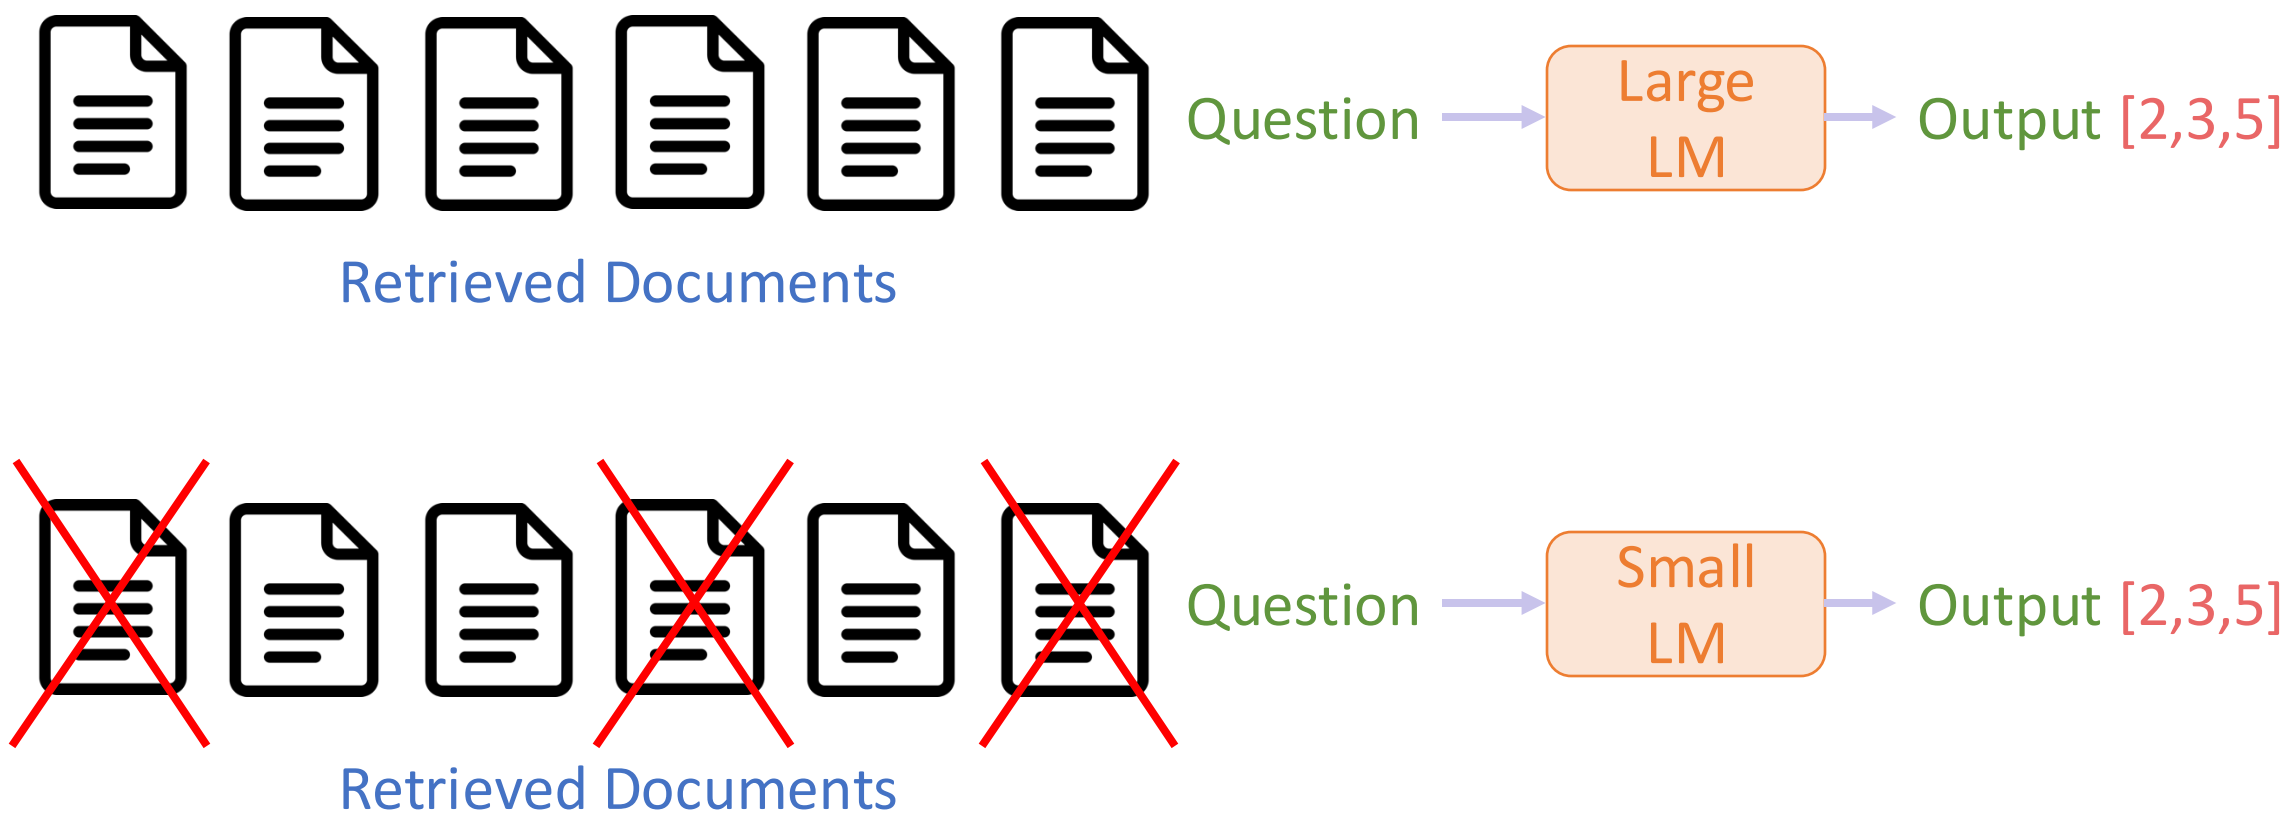 Question
Large
LM
Output [2,3,5]
Retrieved Documents
Question
Small
LM
Output [2,3,5]
Retrieved Documents